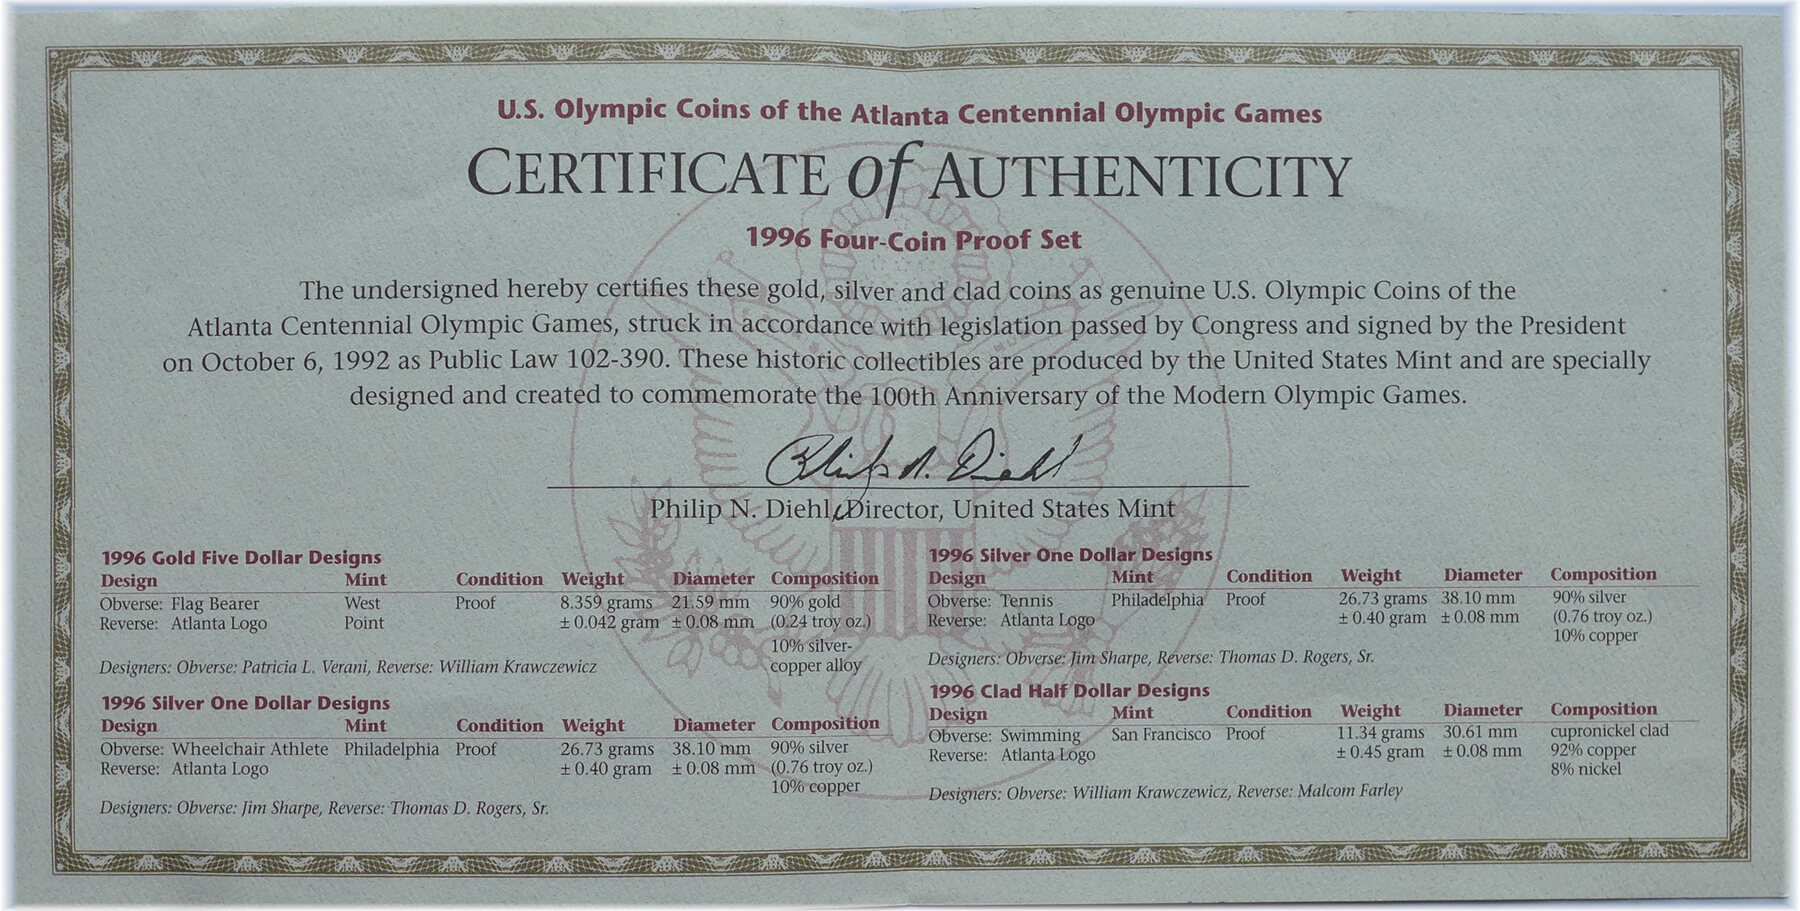 U.S. Olympic Coins of the Atlanta Centennial Olympic Games
CERTIFICATE of AUTHENTICITY
1996 Four-Coin Proof Set
The undersigned hereby certifies these gold, silver and clad coins as genuine U.S. Olympic Coins of the
Atlanta Centennial Olympic Games, struck in accordance with legislation passed by Congress and signed by the President
on October 6, 1992 as Public Law 102-390. These historic collectibles are produced by the United States Mint and are specially
designed and created to commemorate the 100th Anniversary of the Modern Olympic Games.
Philip N. Diehl
Philip N. Diehl, Director, United States Mint
1996 Gold Five Dollar Designs
Design Mint Condition Weight Diameter Composition
Obverse: Flag Bearer West Proof 8.359 grams 21.59 mm 90% gold
Reverse: Atlanta Logo Point ± 0.042 gram ± 0.08 mm (0.24 troy oz.)
10% silver-
copper alloy
Designers: Obverse: Patricia L. Verani, Reverse: William Krawczewicz
1996 Silver One Dollar Designs
Design Mint Condition Weight Diameter Composition
Obverse: Wheelchair Athlete Philadelphia Proof 26.73 grams 38.10 mm 90% silver
Reverse: Atlanta Logo ± 0.40 gram ± 0.08 mm (0.76 troy oz.)
10% copper
Designers: Obverse: Jim Sharpe, Reverse: Thomas D. Rogers, Sr.
1996 Silver One Dollar Designs
Design Mint Condition Weight Diameter Composition
Obverse: Tennis Philadelphia Proof 26.73 grams 38.10 mm 90% silver
Reverse: Atlanta Logo ± 0.40 gram ± 0.08 mm (0.76 troy oz.)
10% copper
Designers: Obverse: Jim Sharpe, Reverse: Thomas D. Rogers, Sr.
1996 Clad Half Dollar Designs
Design Mint Condition Weight Diameter Composition
Obverse: Swimming San Francisco Proof 11.34 grams 30.61 mm cupronickel clad
Reverse: Atlanta Logo ± 0.45 gram ± 0.08 mm 92% copper
8% nickel
Designers: Obverse: William Krawczewicz, Reverse: Malcom Farley